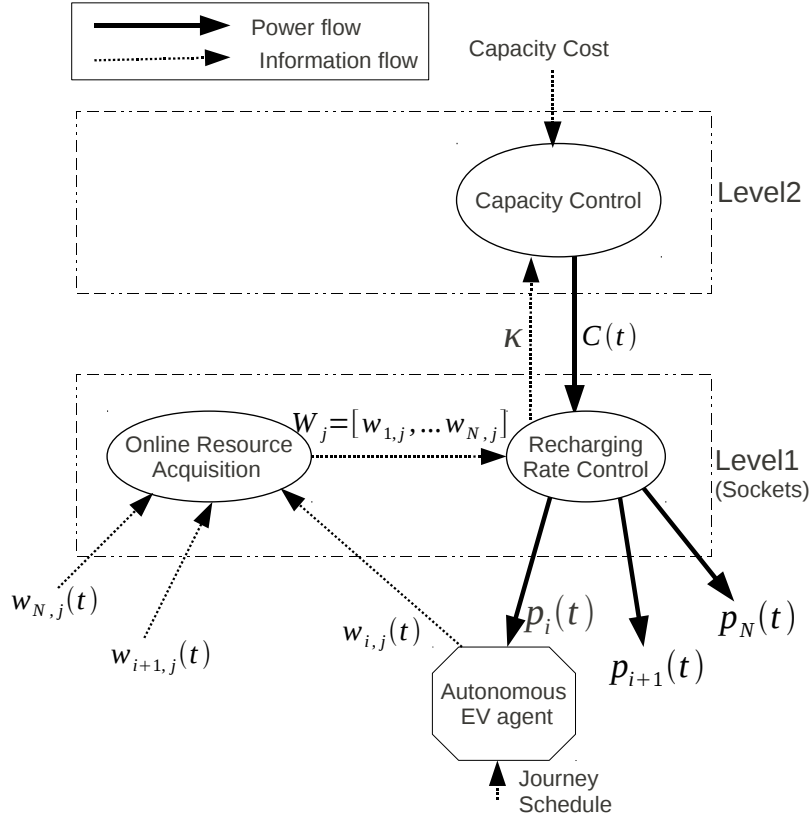 Power flow
Information flow
Capacity Cost
Capacity Control
Level2
κ
C(t)
W_j=[w_{1,j},...w_{N,j}]
Online Resource
Acquisition
Recharging
Rate Control
Level1
(Sockets)
w_{N,j}(t)
w_{i+1,j}(t)
w_{i,j}(t)
p_i(t)
p_{i+1}(t)
p_N(t)
Autonomous
EV agent
Journey
Schedule